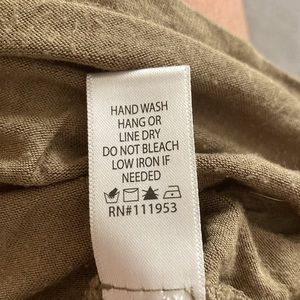 HAND WASH
HANG OR
LINE DRY
DO NOT BLEACH
LOW IRON IF
NEEDED
RN#111953